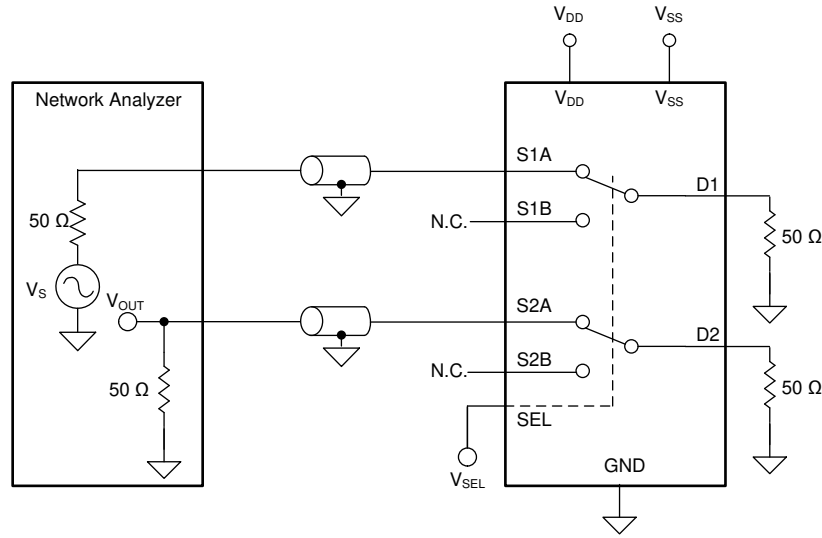 V_DD
V_SS
Network Analyzer
V_DD
V_SS
S1A
D1
50 Ω
N.C.
S1B
50 Ω
V_S
V_OUT
S2A
D2
N.C.
S2B
50 Ω
50 Ω
SEL
V_SEL
GND